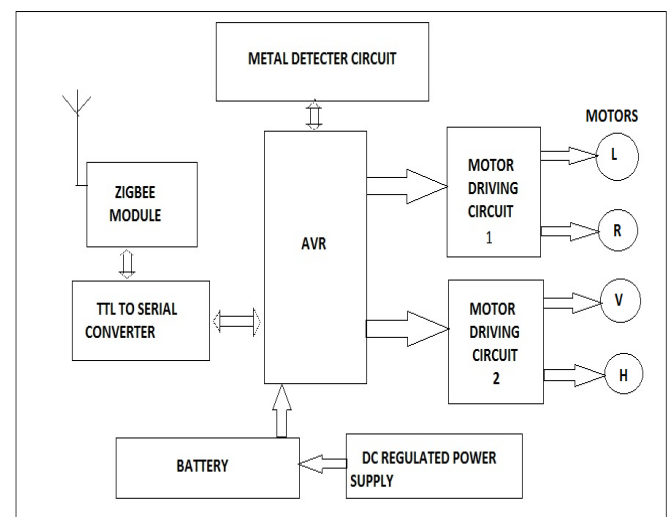 METAL DETECTER CIRCUIT
MOTORS
ZIGBEE
MODULE
AVR
MOTOR
DRIVING
CIRCUIT
1
L
R
TTL TO SERIAL
CONVERTER
MOTOR
DRIVING
CIRCUIT
2
V
H
BATTERY
DC REGULATED POWER
SUPPLY